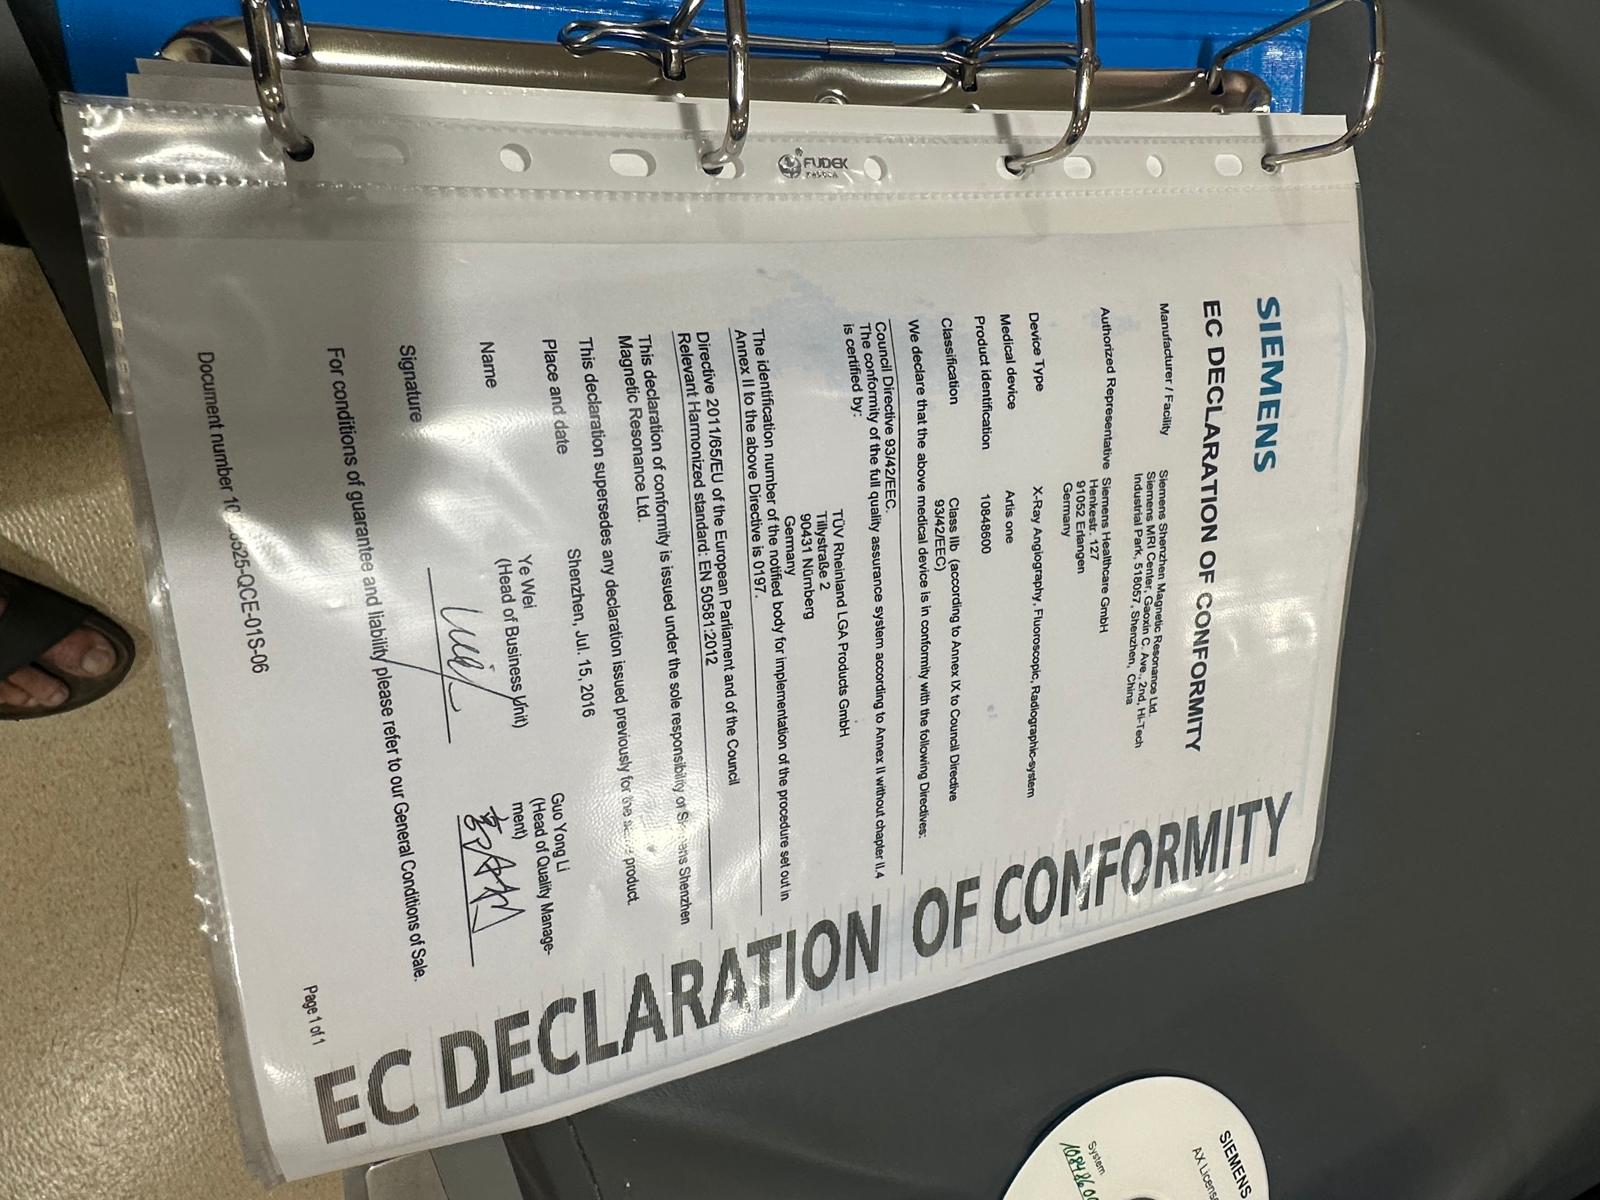 FUDEK
SIEMENS
EC DECLARATION OF CONFORMITY
Manufacturer / Facility Siemens Shenzhen Magnetic Resonance Ltd.
Siemens MRI Center, Gaoxin C. Ave., 2nd, Hi-Tech
Industrial Park, 518057, Shenzhen, China
Authorized Representative Siemens Healthcare GmbH
Henkestr. 127
91052 Erlangen
Germany
Device Type X-Ray Angiography, Fluoroscopic, Radiographic-system
Medical device Artis one
Product identification 10848600
Classification Class IIb (according to Annex IX to Council Directive
93/42/EEC)
We declare that the above medical device is in conformity with the following Directives:
Council Directive 93/42/EEC.
The conformity of the full quality assurance system according to Annex II without chapter II.4
is certified by:
TÜV Rheinland LGA Products GmbH
Tillystraße 2
90431 Nürnberg
Germany
The identification number of the notified body for implementation of the procedure set out in
Annex II to the above Directive is 0197.
Directive 2011/65/EU of the European Parliament and of the Council
Relevant Harmonized standard: EN 50581:2012
This declaration of conformity is issued under the sole responsibility of Siemens Shenzhen
Magnetic Resonance Ltd.
This declaration supersedes any declaration issued previously for the same product.
Place and date Shenzhen, Jul. 15, 2016
Name Ye Wei Guo Yong Li
(Head of Business Unit) (Head of Quality Manage-
ment)
Signature
For conditions of guarantee and liability please refer to our General Conditions of Sale.
Page 1 of 1
Document number
EC DECLARATION OF CONFORMITY
SIEMENS
AX License
System